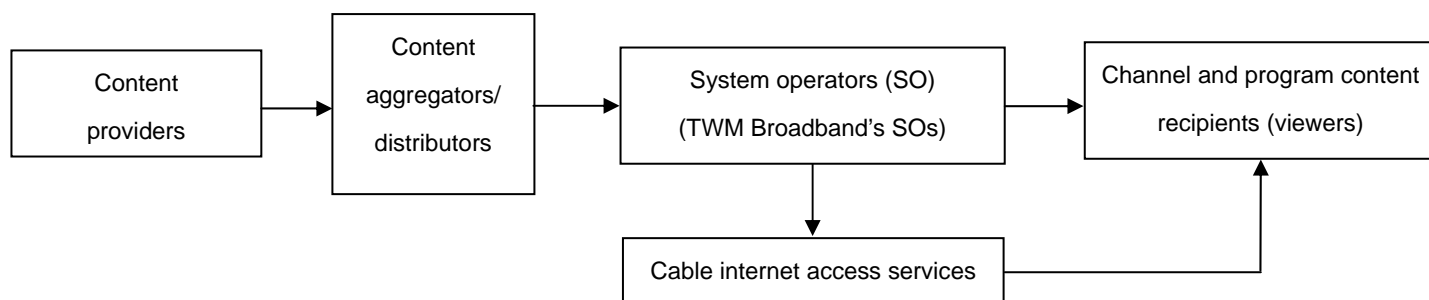 Content
providers
Content
aggregators/
distributors
System operators (SO)
(TWM Broadband’s SOs)
Channel and program content
recipients (viewers)
Cable internet access services